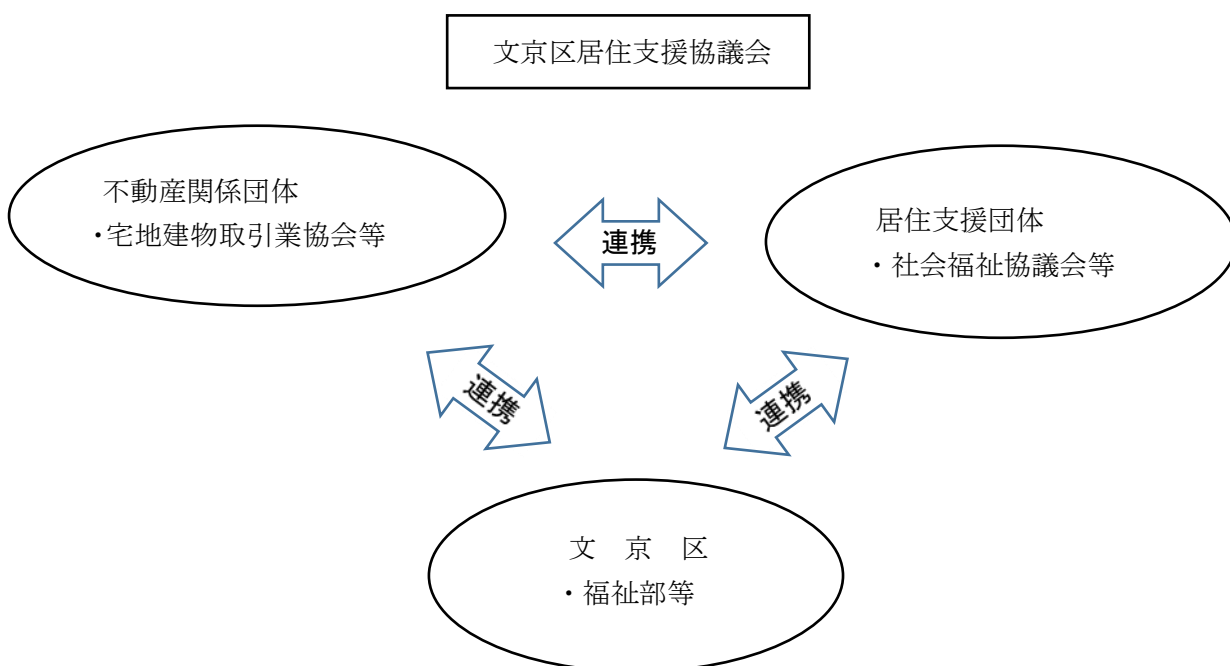 文京区居住支援協議会
不動産関係団体
・宅地建物取引業協会等
連携
居住支援団体
・社会福祉協議会等
連携
連携
文　京　区
・福祉部等